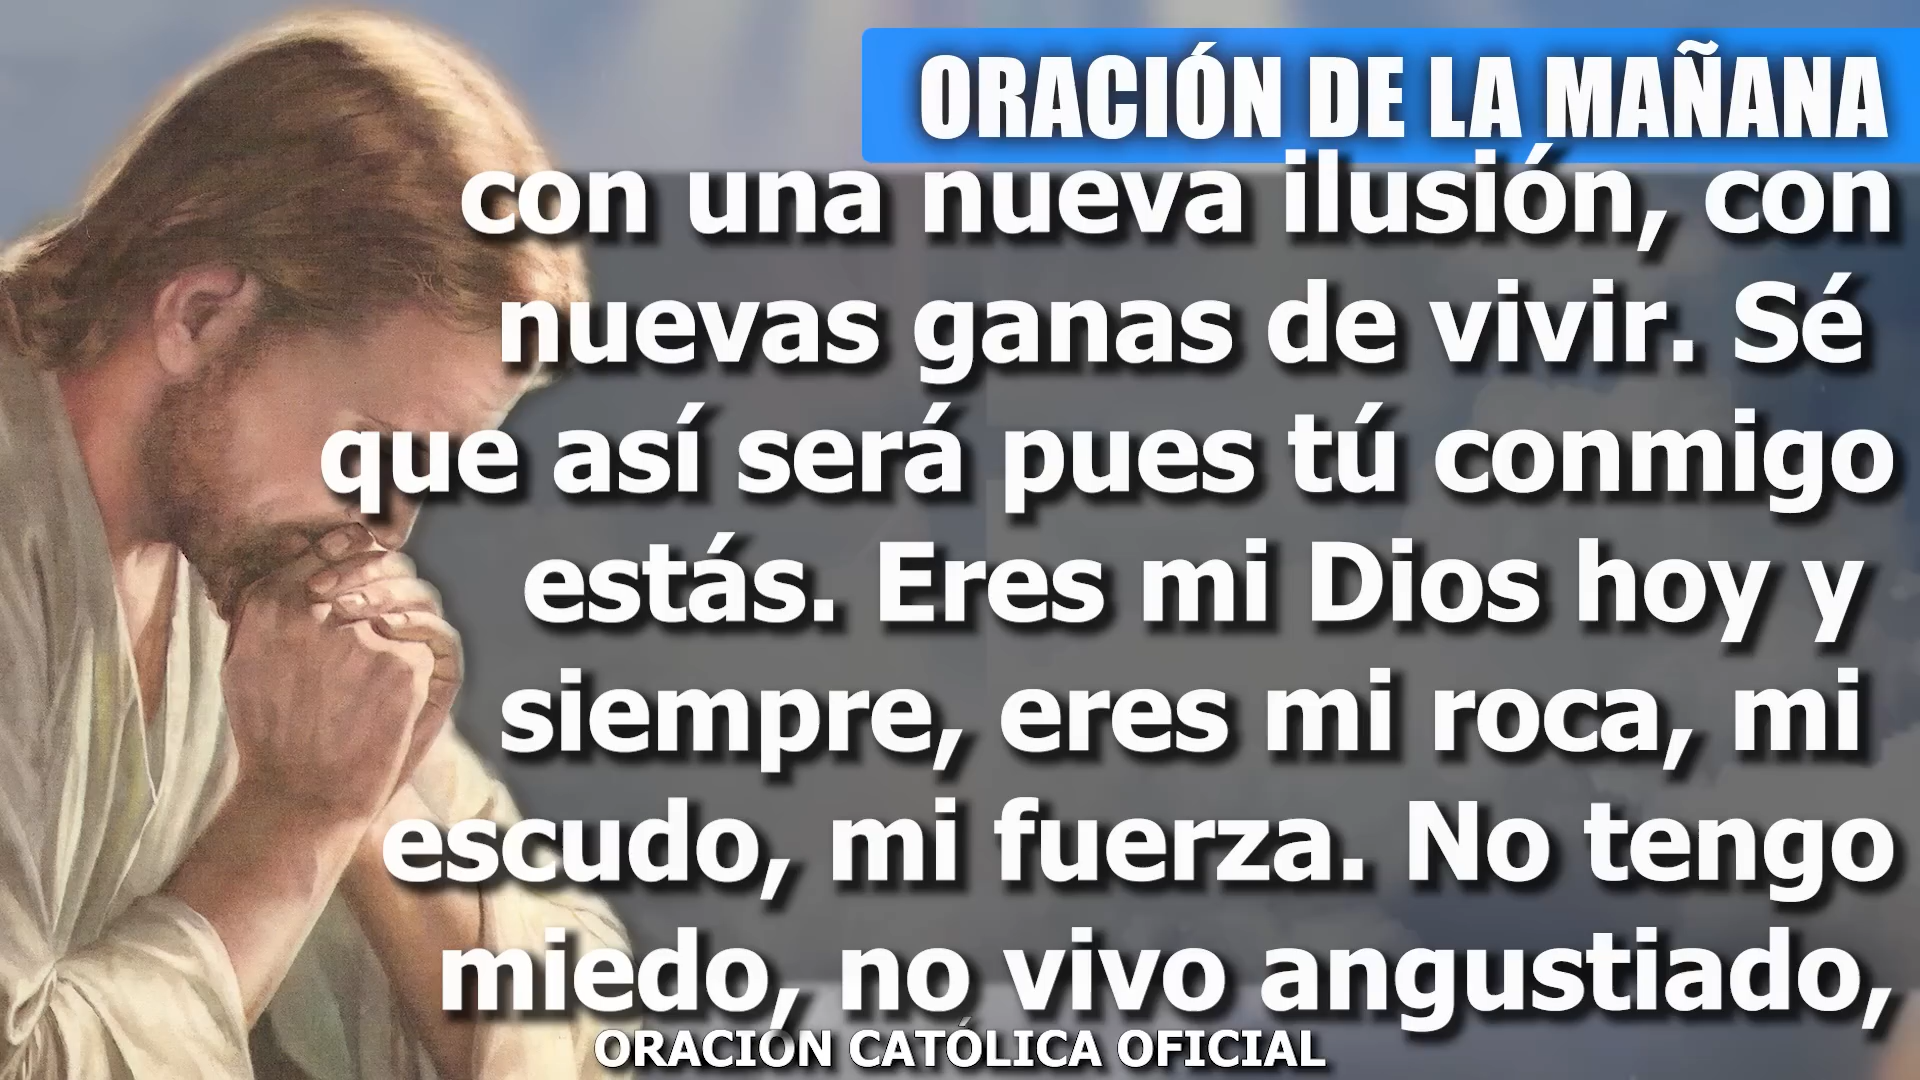 ORACIÓN DE LA MAÑANA
con una nueva ilusión, con
nuevas ganas de vivir. Sé
que así será pues tú conmigo
estás. Eres mi Dios hoy y
siempre, eres mi roca, mi
escudo, mi fuerza. No tengo
miedo, no vivo angustiado,
ORACIÓN CATÓLICA OFICIAL